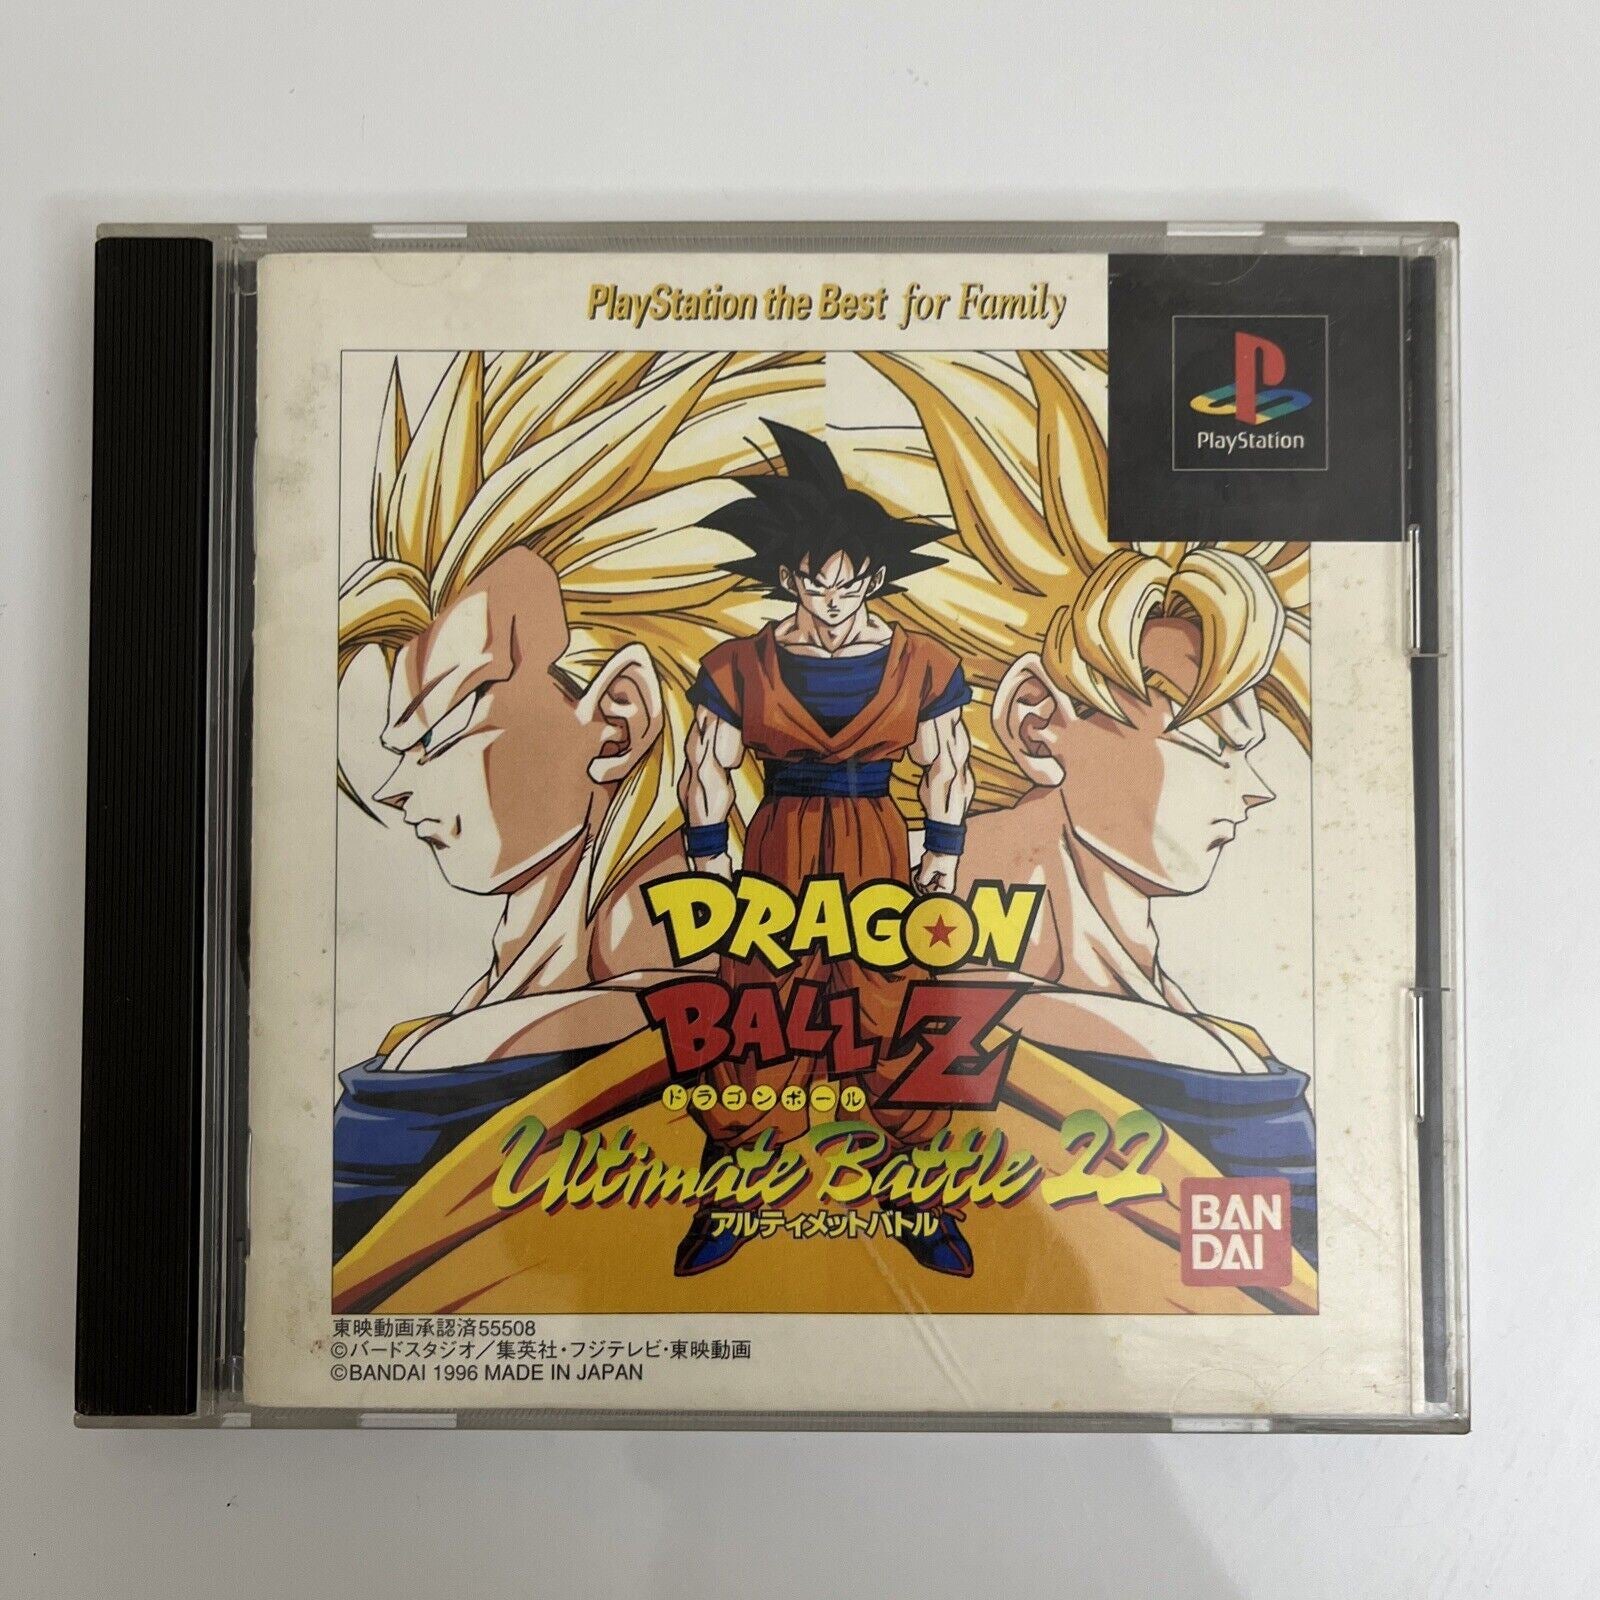 PlayStation the Best for Family
PlayStation
DRAGON
BALL Z
ドラゴンボール
Ultimate Battle 22
アルティメットバトル
BAN
DAI
東映動画承認済55508
©バードスタジオ／集英社・フジテレビ・東映動画
©BANDAI 1996 MADE IN JAPAN